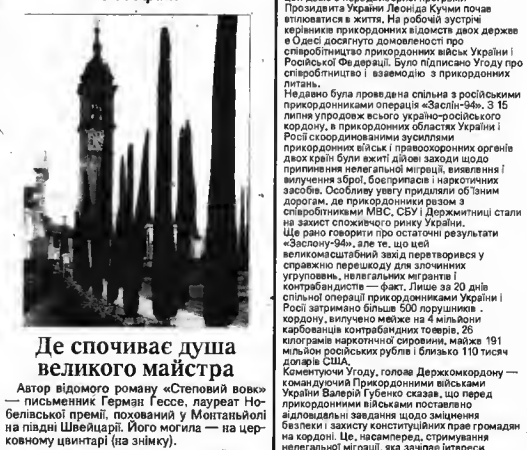 Де спочиває душа
великого майстра
Автор відомого роману «Степовий вовк»
— письменник Герман Гессе, лауреат Но-
белівської премії, похований у Монтаньйолі
на півдні Швейцарії. Його могила — на цер-
ковному цвинтарі (на знімку).
Прозидвита України Леоніда Кучми почав
втілюватися в життя. На робочій зустрічі
керівників прикордонних відомств двох держве
е Одесі досягнуто домовленості про
співробітництво прикордонних військ України і
Російської Федерації. Було підписано Угоду про
співробітництво і взаемодію з прикордонних
питань.
Недавно була проведена спільна з російськими
прикордонниками операція «Заслін-94». З 15
липня упродовж всього українсько-російського
кордону, в прикордонних областях України і
Росії скоординованими зусиллями
прикордонних військ і правоохоронних органів
двох країн були вжиті дійові заходи щодо
припинення нелегальної міграції, виявлення і
вилучення зброї, боєприпасів і наркотичних
засобів. Особливу увагу приділяли об'їзним
дорогам, де прикордонники разом з
співробітниками МВС, СБУ і Держмитниці стали
на захист споживчого ринку України.
Ще рано говорити про остаточні результати
«Заслону-94», але те, що цей
великомасштабний захід перетворився у
справжню перешкоду для злочинних
угруповень, нелегальних мігрантів і
контрабандистів — факт. Лише за 20 днів
спільної операції прикордонниками України і
Росії затримано більше 500 порушників
кордону, вилучено майже на 4 мільйони
карбованців контрабандних товарів, 26
кілограмів наркотичної сировини, майже 191
мільйон російських рублів і близько 110 тисяч
доларів США.
Коментуючи Угоду, голова Держкомкордону —
командуючий Прикордонними військами
України Валерій Губенко сказав, що перед
прикордонними військами поставлено
відповідальні завдання щодо зміцнення
безпеки і захисту конституційних прав громадян
на кордоні. Це, насамперед, стримування
нелегальної міграції, яка зачіпає інтереси